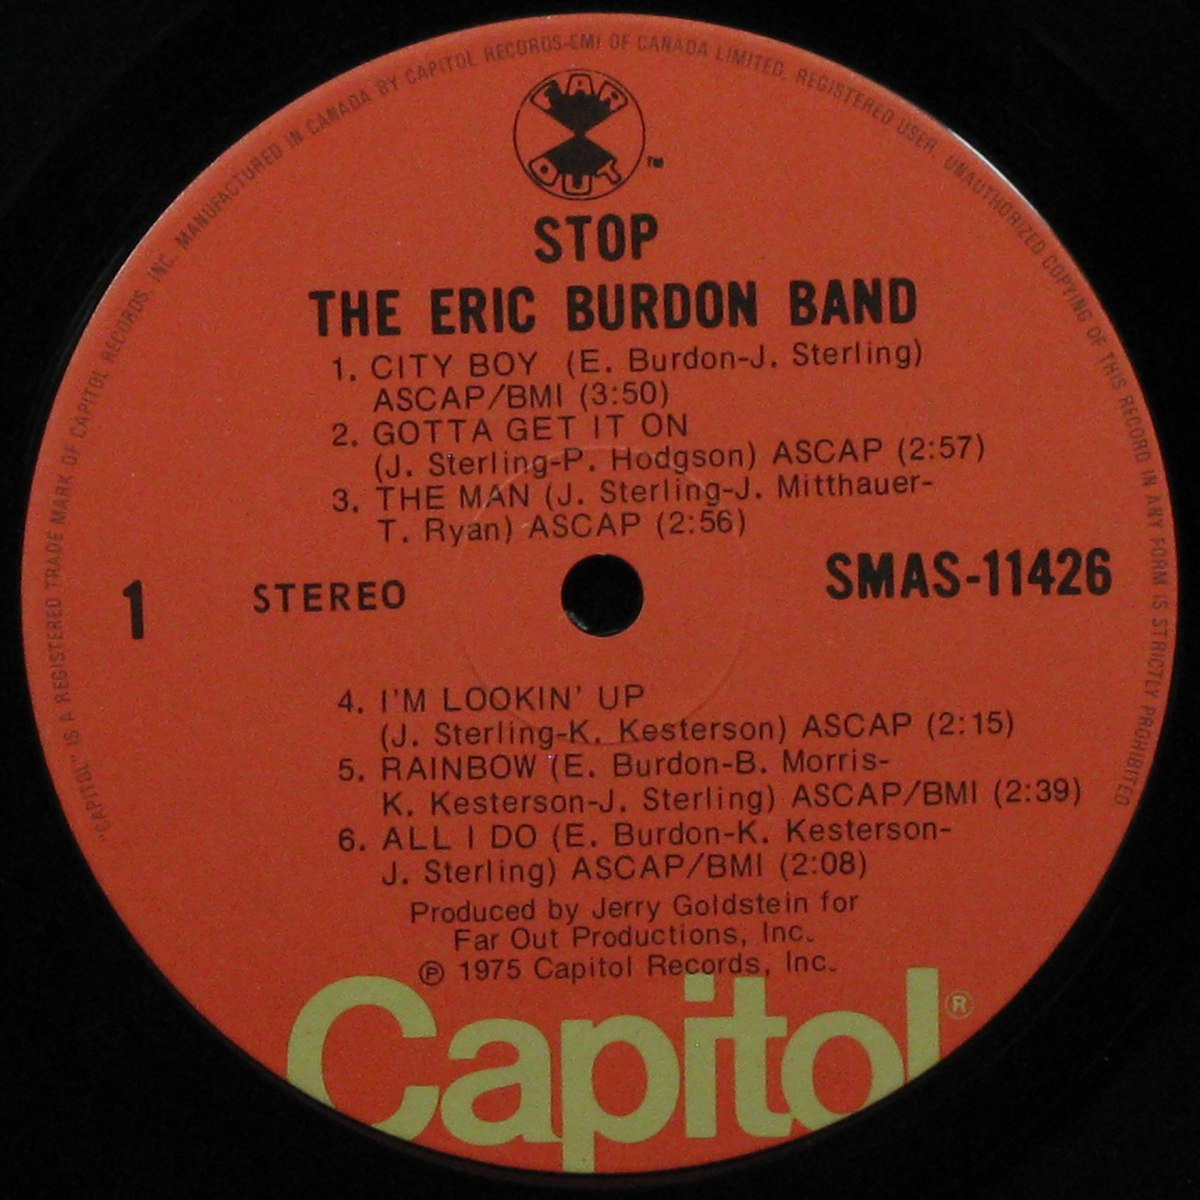 "CAPITOL" IS A REGISTERED TRADE MARK OF CAPITOL RECORDS, INC. MANUFACTURED IN CANADA BY CAPITOL RECORDS-EMI OF CANADA LIMITED, REGISTERED USER. UNAUTHORIZED COPYING OF THIS RECORD IN ANY FORM IS STRICTLY PROHIBITED
FAR
OUT ™
STOP
THE ERIC BURDON BAND
1. CITY BOY (E. Burdon-J. Sterling)
ASCAP/BMI (3:50)
2. GOTTA GET IT ON
(J. Sterling-P. Hodgson) ASCAP (2:57)
3. THE MAN (J. Sterling-J. Mitthauer-
T. Ryan) ASCAP (2:56)
1 STEREO SMAS-11426
4. I'M LOOKIN' UP
(J. Sterling-K. Kesterson) ASCAP (2:15)
5. RAINBOW (E. Burdon-B. Morris-
K. Kesterson-J. Sterling) ASCAP/BMI (2:39)
6. ALL I DO (E. Burdon-K. Kesterson-
J. Sterling) ASCAP/BMI (2:08)
Produced by Jerry Goldstein for
Far Out Productions, Inc.
℗ 1975 Capitol Records, Inc.
Capitol ®